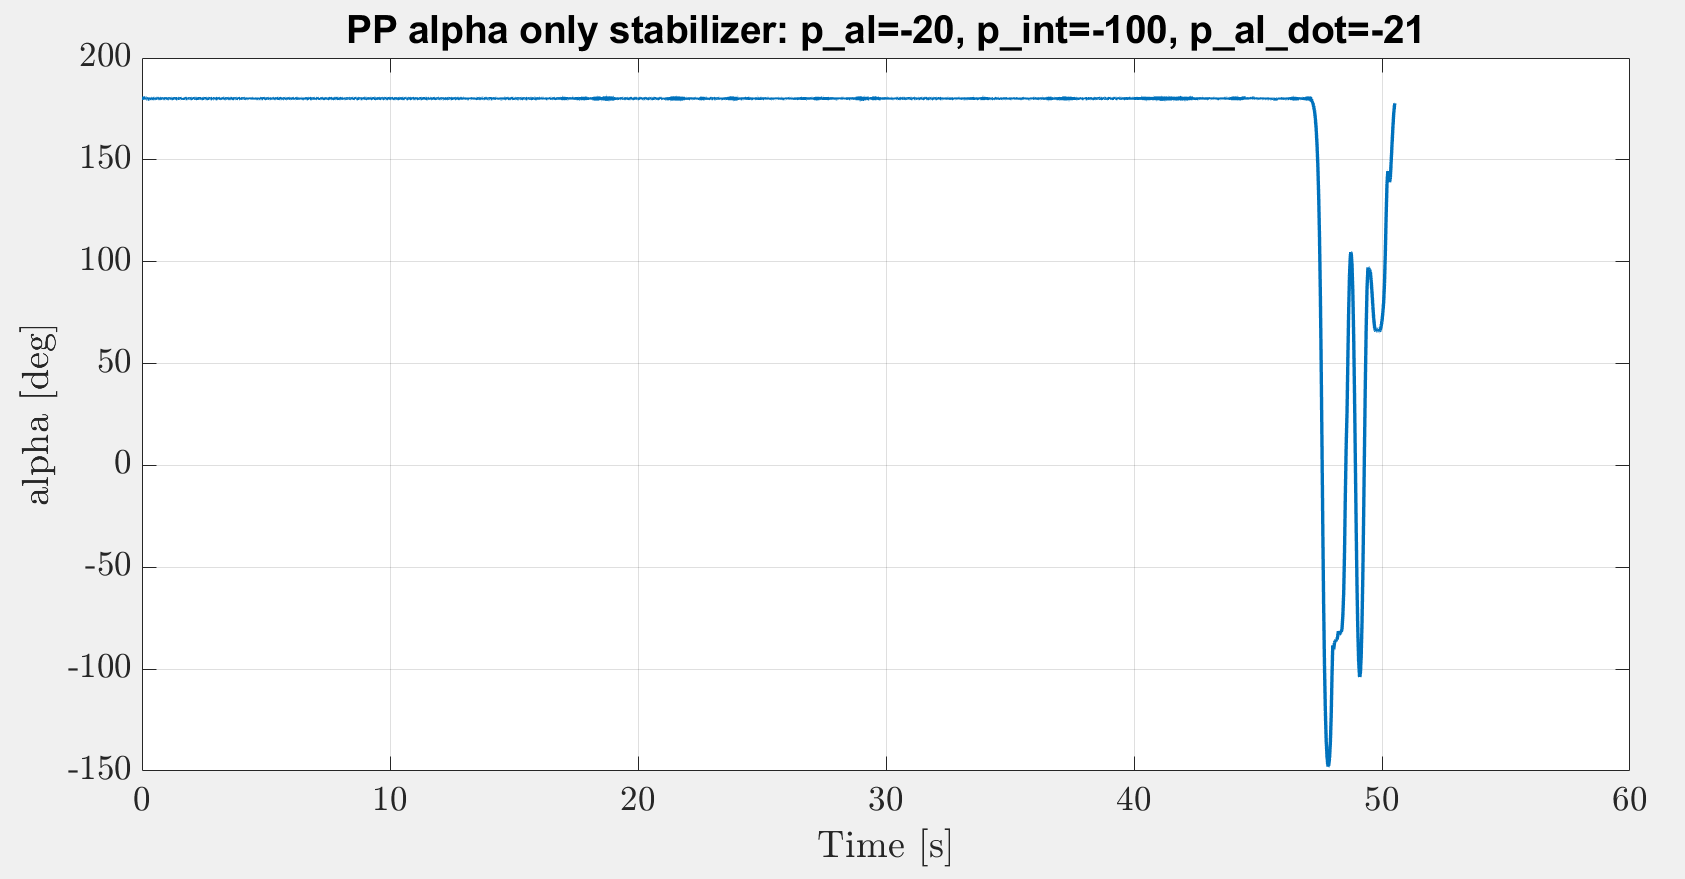 PP alpha only stabilizer: p_al=-20, p_int=-100, p_al_dot=-21
200
150
100
50
0
-50
-100
-150
alpha [deg]
0 10 20 30 40 50 60
Time [s]